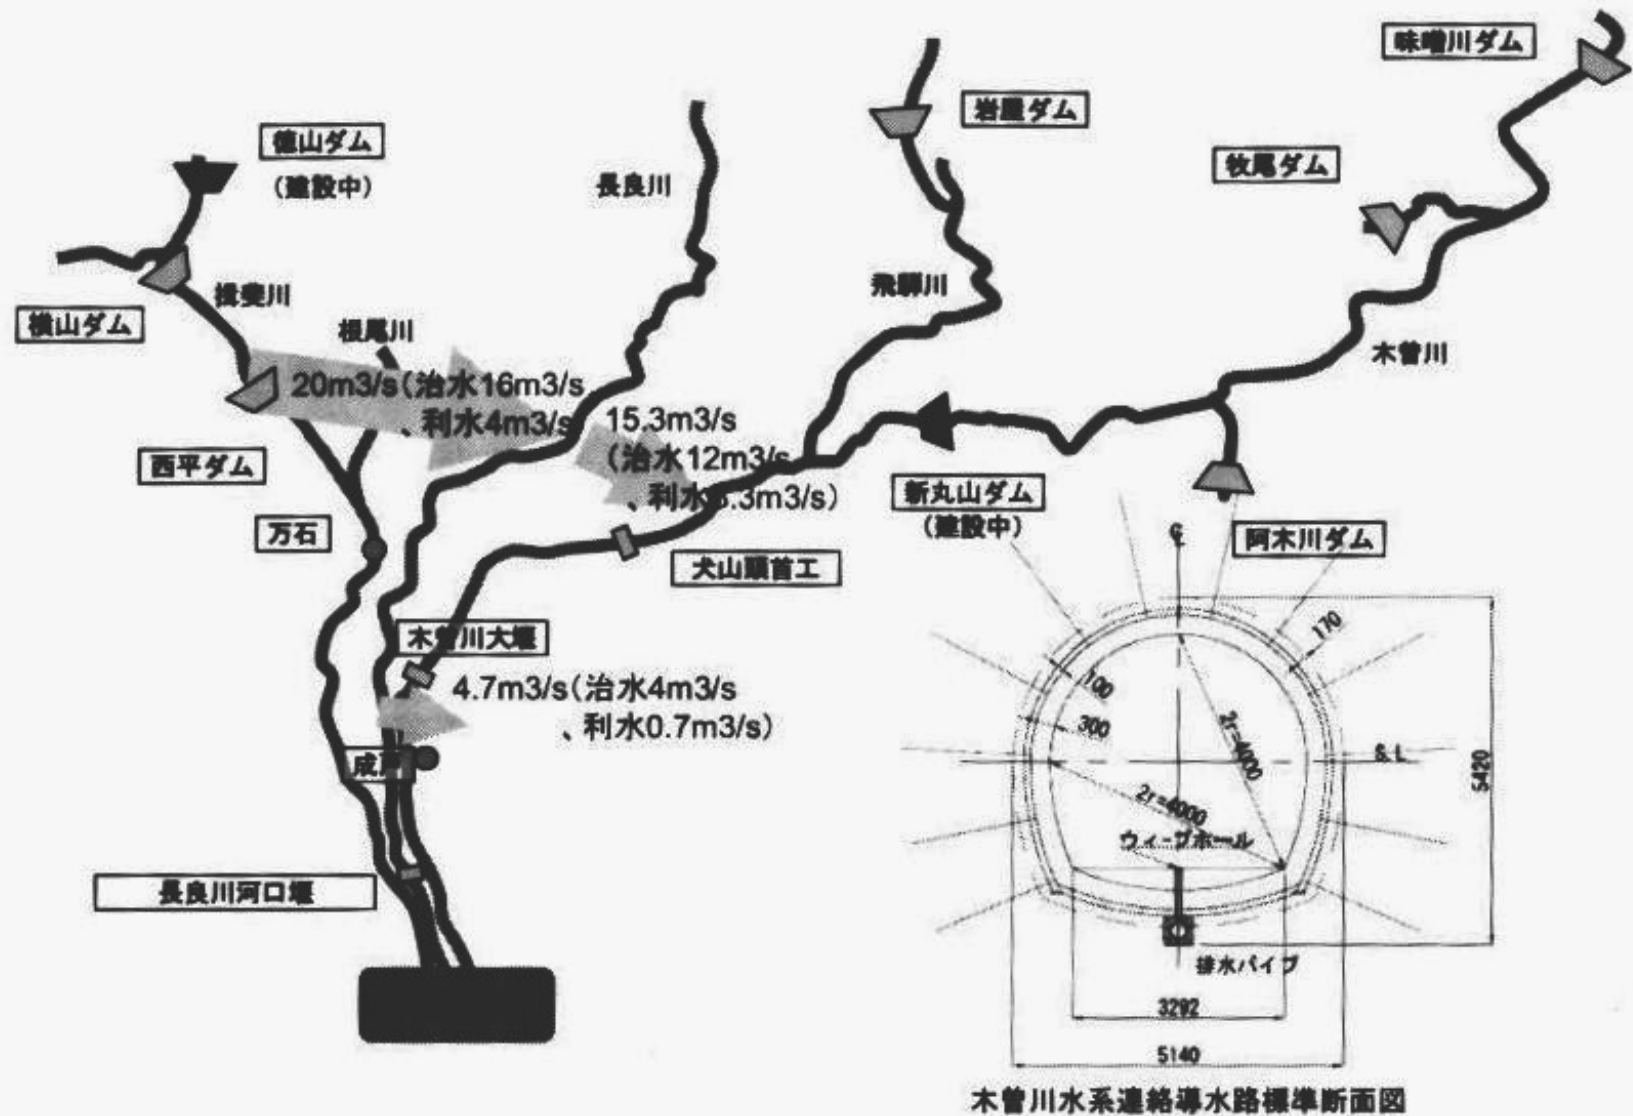 味噌川ダム
岩屋ダム
徳山ダム
(建設中)
牧尾ダム
長良川
飛騨川
揖斐川
横山ダム
根尾川
木曽川
20m3/s(治水16m3/s
、利水4m3/s
15.3m3/s
(治水12m3/s
、利水3.3m3/s)
西平ダム
新丸山ダム
(建設中)
万石
阿木川ダム
犬山頭首工
木曽川大堰
4.7m3/s(治水4m3/s
、利水0.7m3/s)
成戸
長良川河口堰
℄
170
100
300
2r=4000
S.L
5420
2r=4000
ウィープホール
排水パイプ
3292
5140
木曽川水系連絡導水路標準断面図